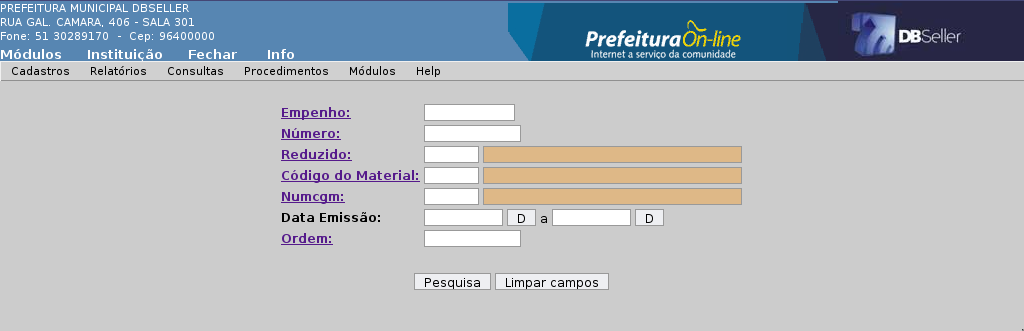 PREFEITURA MUNICIPAL DBSELLER
RUA GAL. CAMARA, 406 - SALA 301
Fone: 51 30289170 - Cep: 96400000
Prefeitura On-line
Internet a serviço da comunidade
DBSeller
Módulos Instituição Fechar Info
Cadastros Relatórios Consultas Procedimentos Módulos Help
Empenho:
Número:
Reduzido:
Código do Material:
Numcgm:
Data Emissão: D a D
Ordem:
Pesquisa Limpar campos